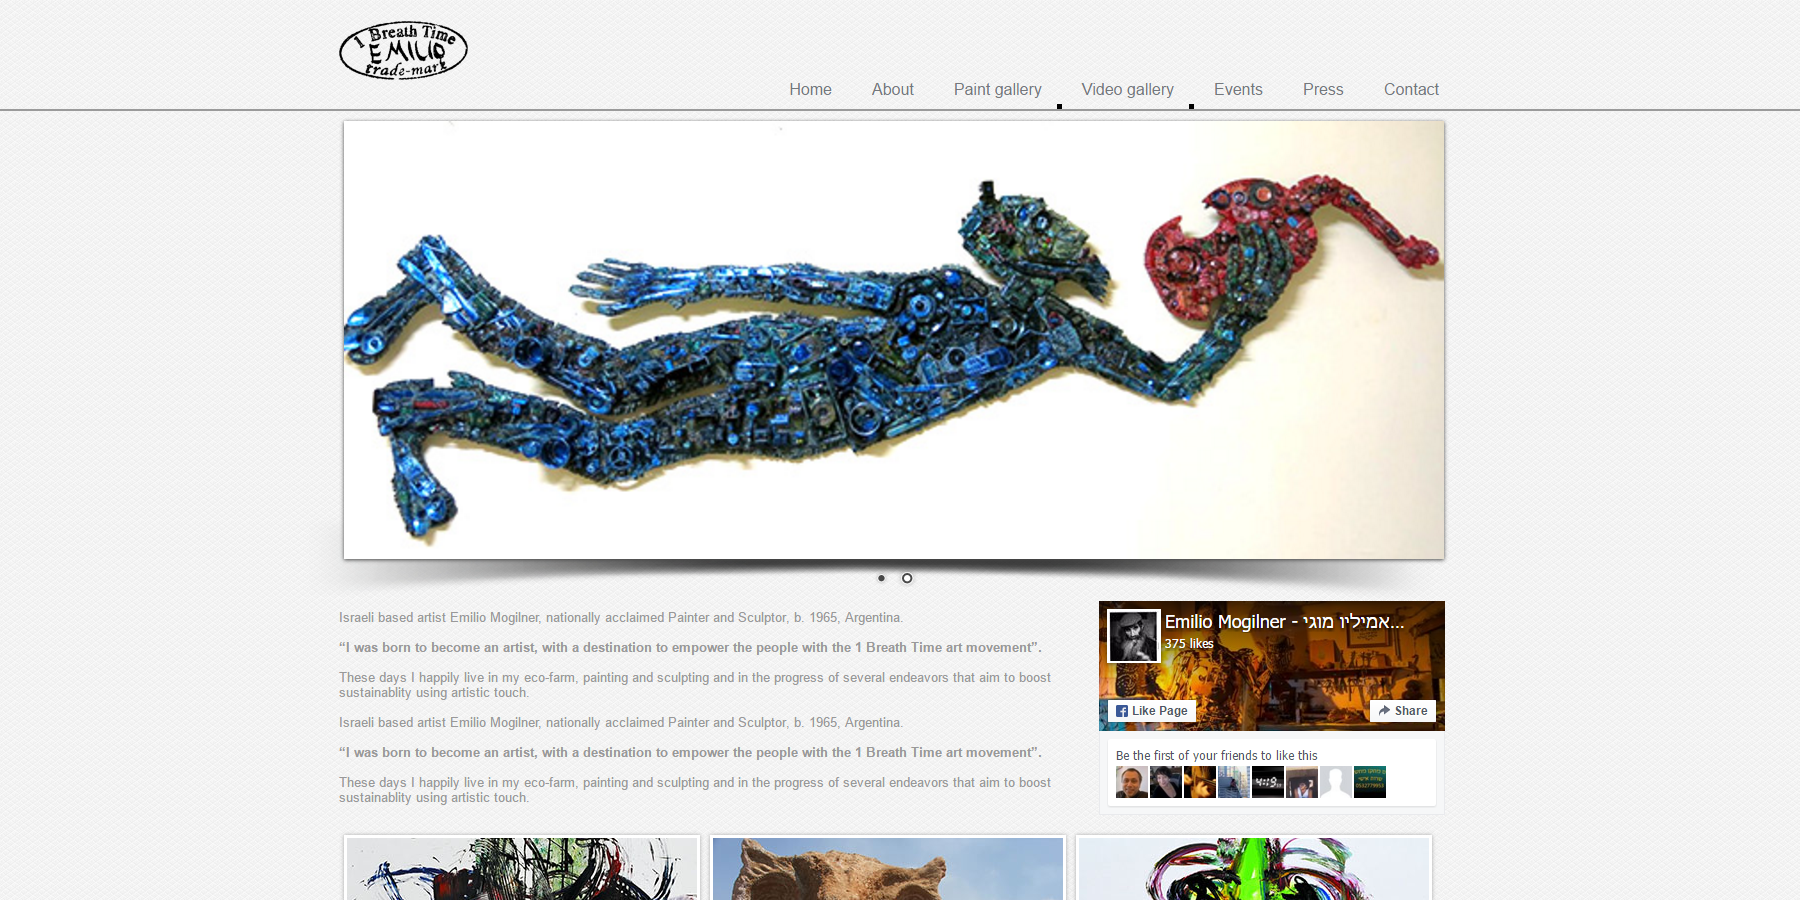 1 Breath Time
EMILIO
trade-mark
Home
About
Paint gallery
Video gallery
Events
Press
Contact
Israeli based artist Emilio Mogilner, nationally acclaimed Painter and Sculptor, b. 1965, Argentina.
“I was born to become an artist, with a destination to empower the people with the 1 Breath Time art movement”.
These days I happily live in my eco-farm, painting and sculpting and in the progress of several endeavors that aim to boost
sustainablity using artistic touch.
Israeli based artist Emilio Mogilner, nationally acclaimed Painter and Sculptor, b. 1965, Argentina.
“I was born to become an artist, with a destination to empower the people with the 1 Breath Time art movement”.
These days I happily live in my eco-farm, painting and sculpting and in the progress of several endeavors that aim to boost
sustainablity using artistic touch.
Emilio Mogilner - אמיליו מוגי...
375 likes
Like Page
Share
Be the first of your friends to like this
4:19